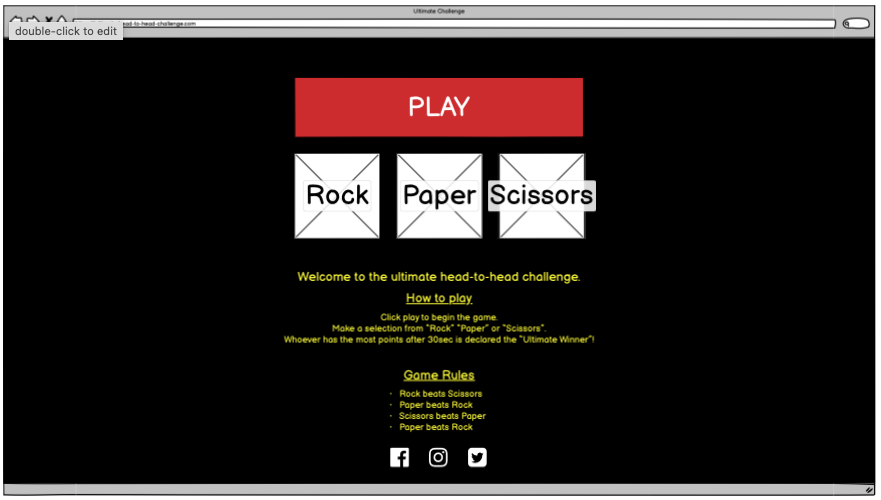 Ultimate Challenge
head-to-head-challenge.com
double-click to edit
PLAY
Rock
Paper
Scissors
Welcome to the ultimate head-to-head challenge.
How to play
Click play to begin the game.
Make a selection from "Rock" "Paper" or "Scissors".
Whoever has the most points after 30sec is declared the "Ultimate Winner"!
Game Rules
· Rock beats Scissors
· Paper beats Rock
· Scissors beats Paper
· Paper beats Rock